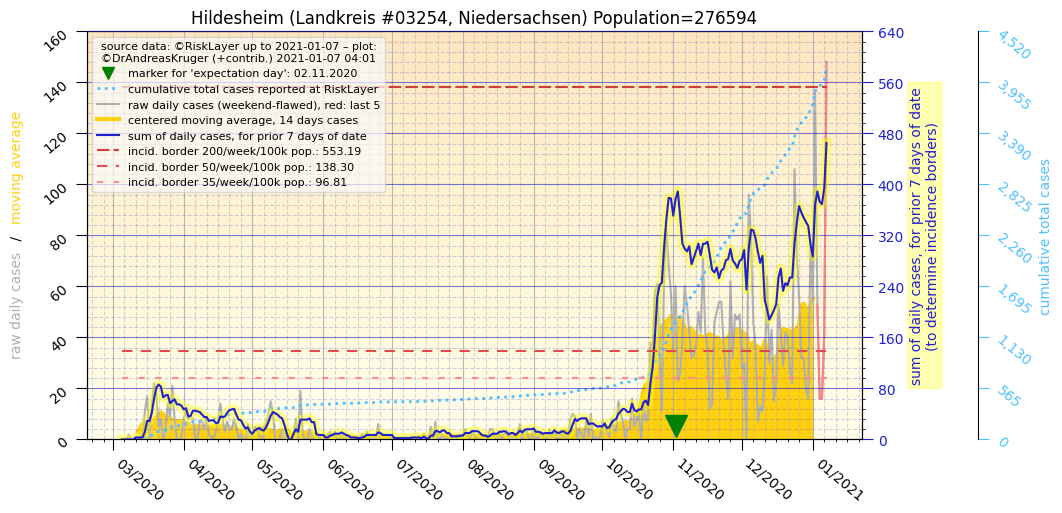 Hildesheim (Landkreis #03254, Niedersachsen) Population=276594
source data: ©RiskLayer up to 2021-01-07 – plot:
©DrAndreasKruger (+contrib.) 2021-01-07 04:01
marker for 'expectation day': 02.11.2020
cumulative total cases reported at RiskLayer
raw daily cases (weekend-flawed), red: last 5
centered moving average, 14 days cases
sum of daily cases, for prior 7 days of date
incid. border 200/week/100k pop.: 553.19
incid. border 50/week/100k pop.: 138.30
incid. border 35/week/100k pop.: 96.81
raw daily cases / moving average
160
140
120
100
80
60
40
20
0
03/2020
04/2020
05/2020
06/2020
07/2020
08/2020
09/2020
10/2020
11/2020
12/2020
01/2021
640
560
480
400
320
240
160
80
0
sum of daily cases, for prior 7 days of date
(to determine incidence borders)
4,520
3,955
3,390
2,825
2,260
1,695
1,130
565
0
cumulative total cases